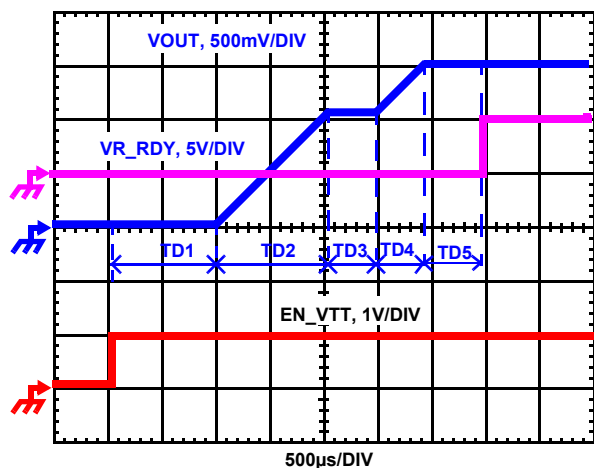 VOUT, 500mV/DIV
VR_RDY, 5V/DIV
TD1 TD2 TD3 TD4 TD5
EN_VTT, 1V/DIV
500µs/DIV